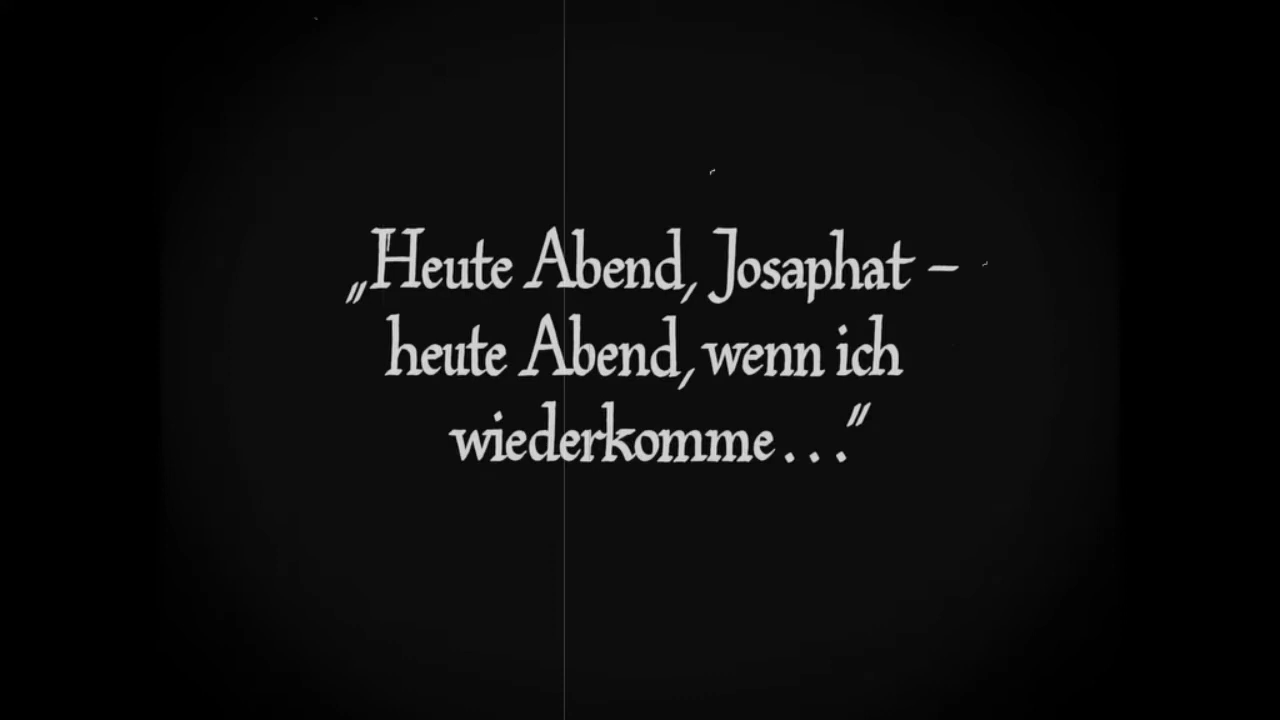 „Heute Abend, Josaphat –
heute Abend, wenn ich
wiederkomme . . .”